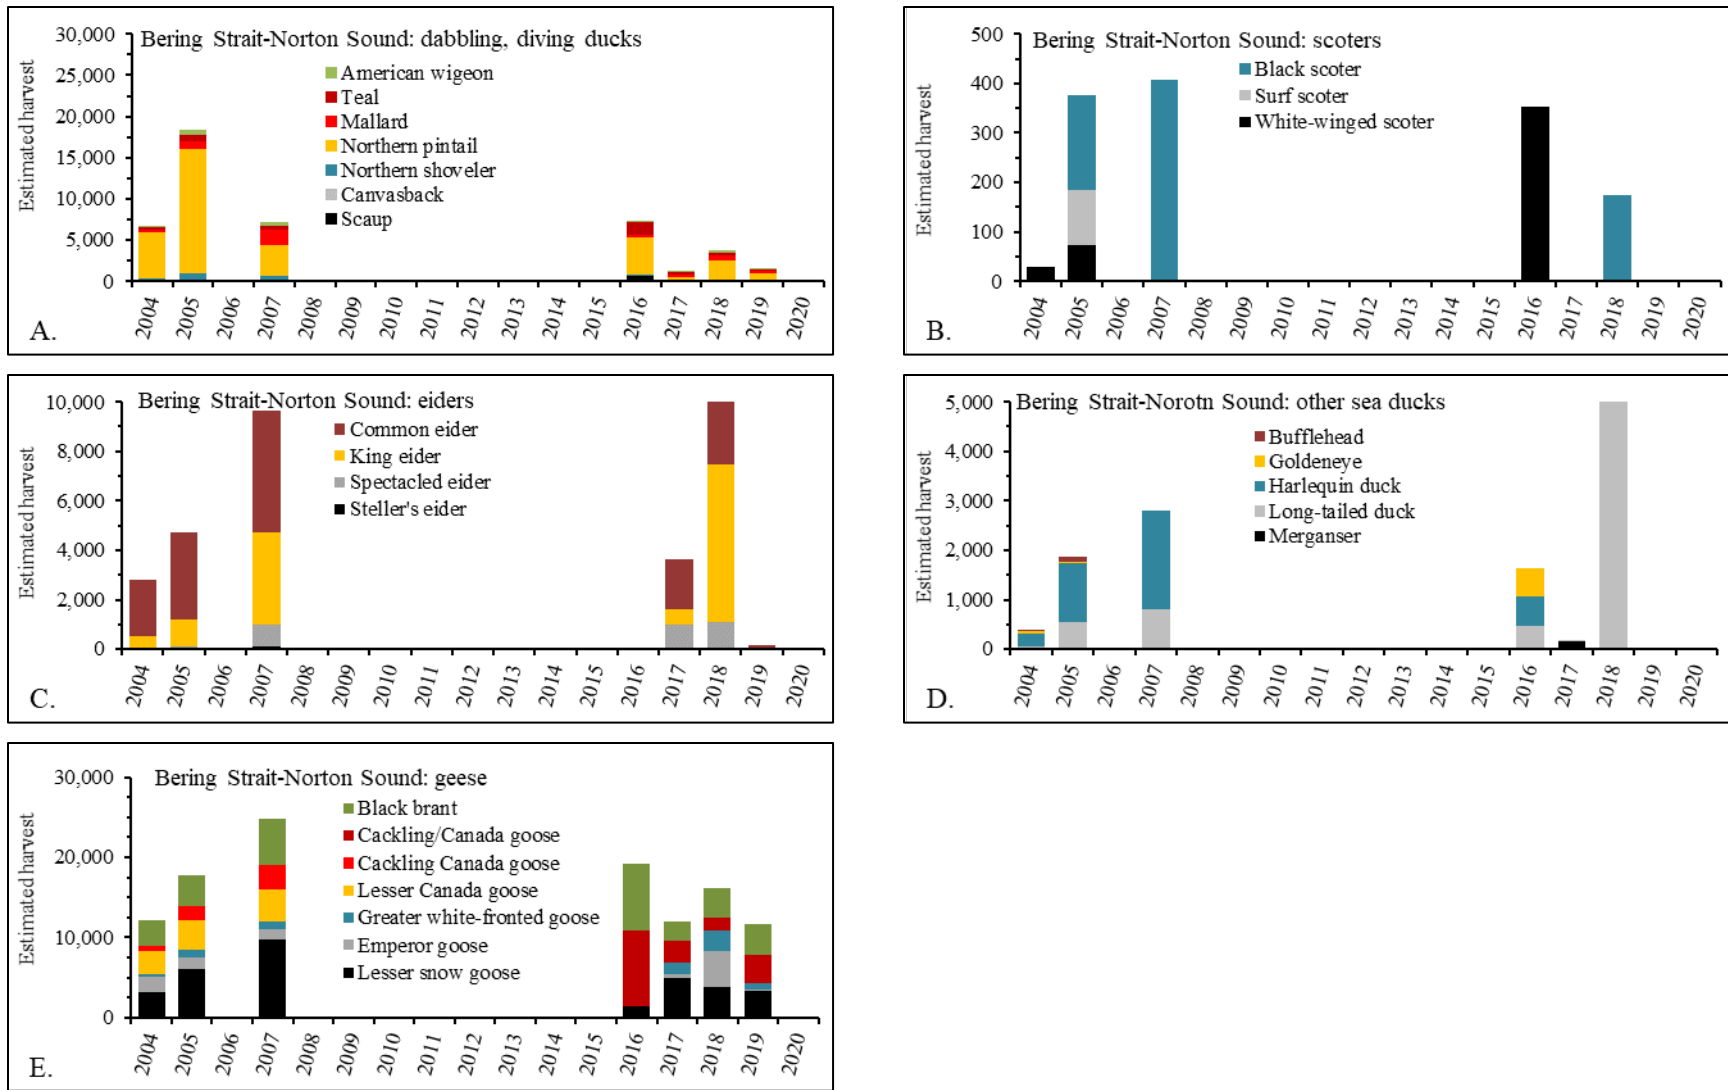 Bering Strait-Norton Sound: dabbling, diving ducks
Estimated harvest
30,000
25,000
20,000
15,000
10,000
5,000
0
American wigeon
Teal
Mallard
Northern pintail
Northern shoveler
Canvasback
Scaup
2004 2005 2006 2007 2008 2009 2010 2011 2012 2013 2014 2015 2016 2017 2018 2019 2020
A.
Bering Strait-Norton Sound: scoters
Estimated harvest
500
400
300
200
100
0
Black scoter
Surf scoter
White-winged scoter
2004 2005 2006 2007 2008 2009 2010 2011 2012 2013 2014 2015 2016 2017 2018 2019 2020
B.
Bering Strait-Norton Sound: eiders
Estimated harvest
10,000
8,000
6,000
4,000
2,000
0
Common eider
King eider
Spectacled eider
Steller's eider
2004 2005 2006 2007 2008 2009 2010 2011 2012 2013 2014 2015 2016 2017 2018 2019 2020
C.
Bering Strait-Norotn Sound: other sea ducks
Estimated harvest
5,000
4,000
3,000
2,000
1,000
0
Bufflehead
Goldeneye
Harlequin duck
Long-tailed duck
Merganser
2004 2005 2006 2007 2008 2009 2010 2011 2012 2013 2014 2015 2016 2017 2018 2019 2020
D.
Bering Strait-Norton Sound: geese
Estimated harvest
30,000
20,000
10,000
0
Black brant
Cackling/Canada goose
Cackling Canada goose
Lesser Canada goose
Greater white-fronted goose
Emperor goose
Lesser snow goose
2004 2005 2006 2007 2008 2009 2010 2011 2012 2013 2014 2015 2016 2017 2018 2019 2020
E.